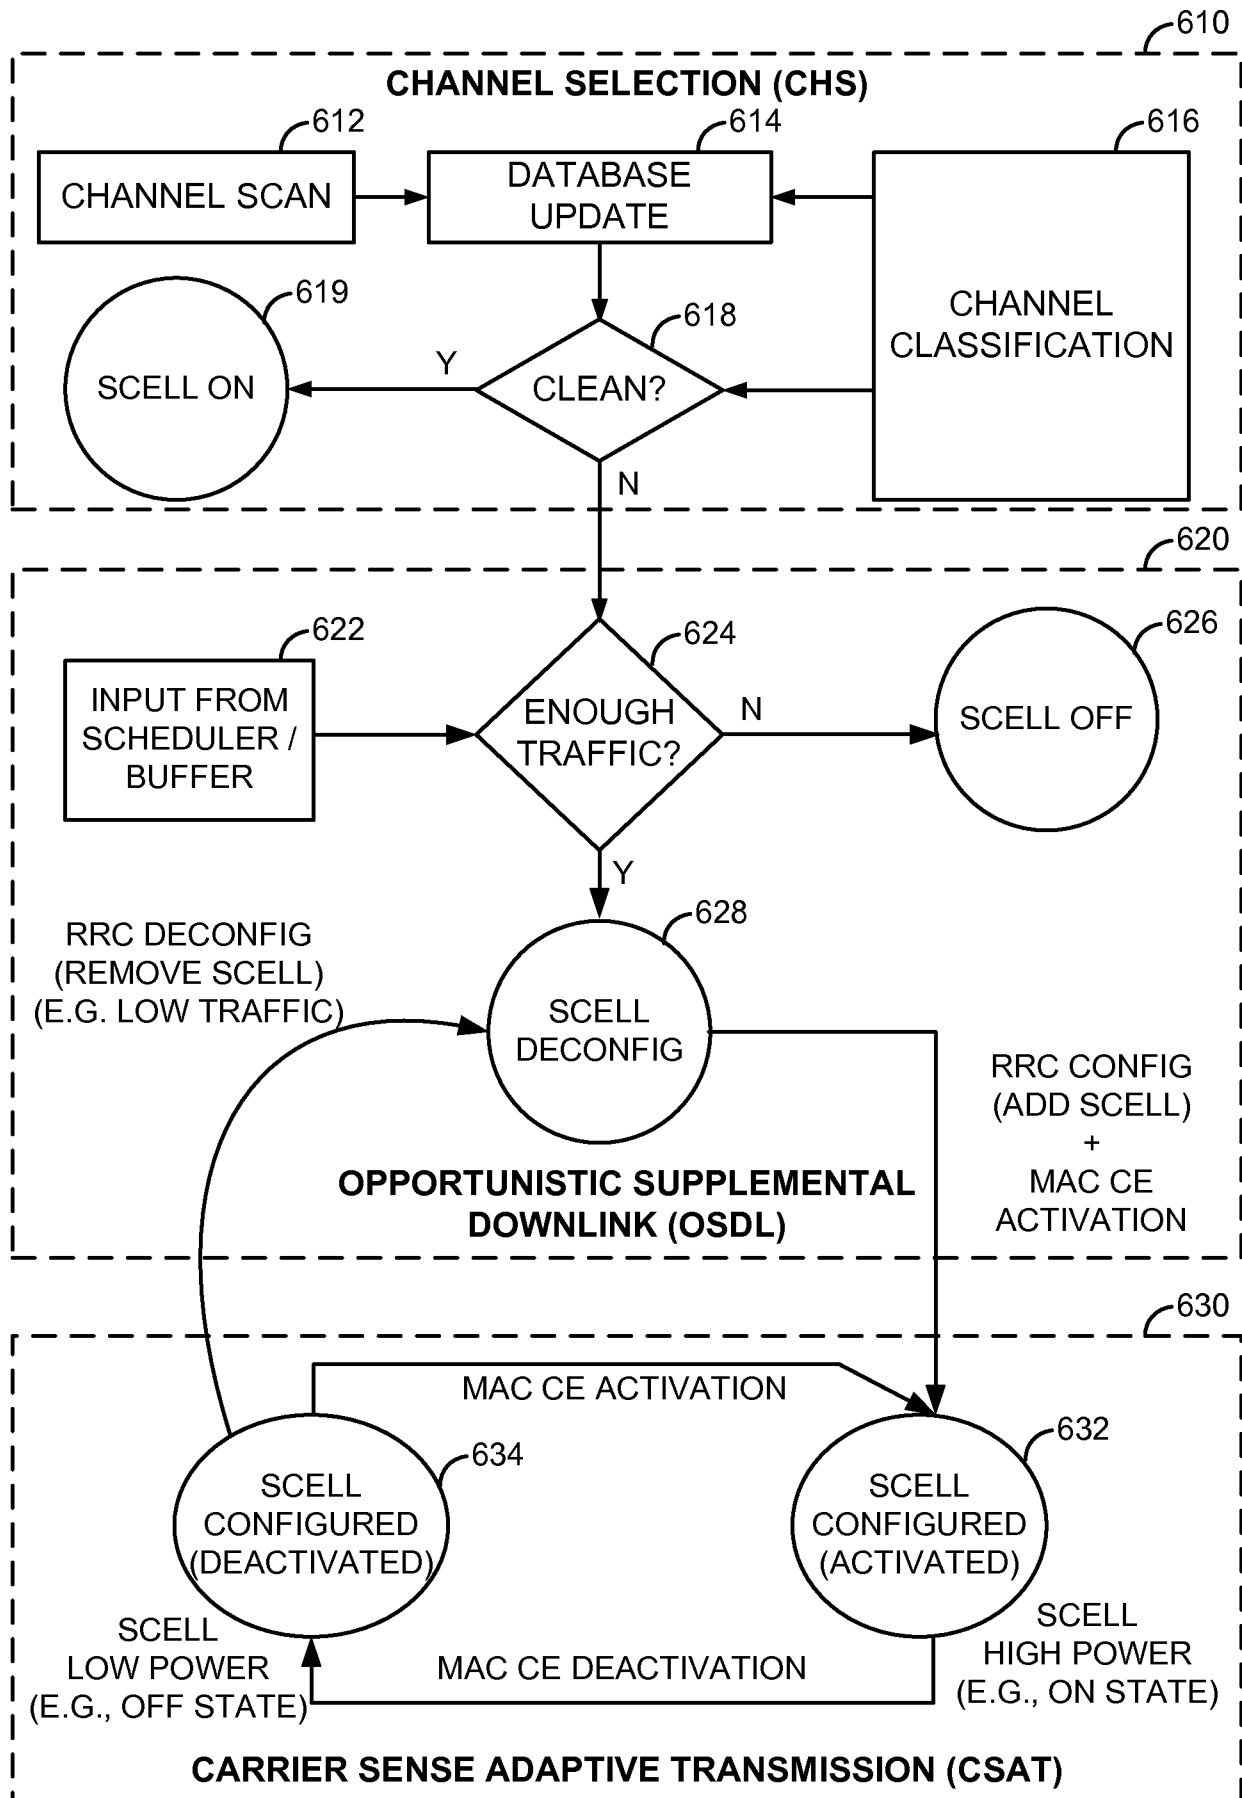 610
CHANNEL SELECTION (CHS)
612
614
616
CHANNEL SCAN
DATABASE
UPDATE
CHANNEL
CLASSIFICATION
619
618
SCELL ON
Y
CLEAN?
N
620
622
624
626
INPUT FROM
SCHEDULER /
BUFFER
ENOUGH
TRAFFIC?
N
SCELL OFF
Y
628
RRC DECONFIG
(REMOVE SCELL)
(E.G. LOW TRAFFIC)
SCELL
DECONFIG
RRC CONFIG
(ADD SCELL)
+
MAC CE
ACTIVATION
OPPORTUNISTIC SUPPLEMENTAL
DOWNLINK (OSDL)
630
MAC CE ACTIVATION
634
632
SCELL
CONFIGURED
(DEACTIVATED)
SCELL
CONFIGURED
(ACTIVATED)
SCELL
LOW POWER
(E.G., OFF STATE)
MAC CE DEACTIVATION
SCELL
HIGH POWER
(E.G., ON STATE)
CARRIER SENSE ADAPTIVE TRANSMISSION (CSAT)